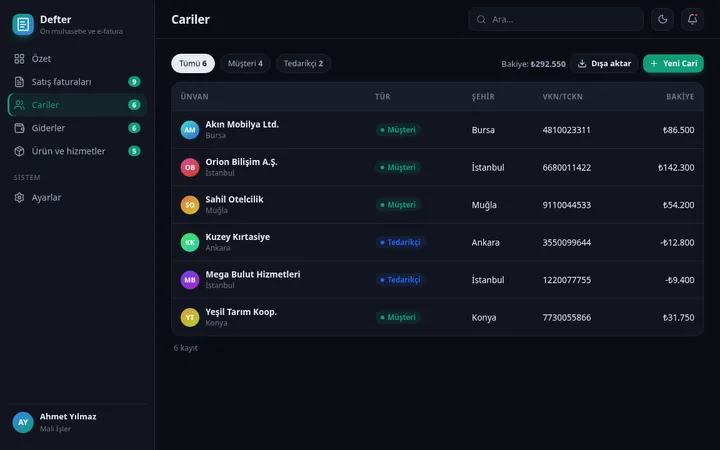 Defter
Ön muhasebe ve e-fatura
Özet
Satış faturaları 9
Cariler 6
Giderler 6
Ürün ve hizmetler 5
SİSTEM
Ayarlar
AY
Ahmet Yılmaz
Mali İşler
Cariler
Ara…
Tümü 6
Müşteri 4
Tedarikçi 2
Bakiye: ₺292.550
Dışa aktar
Yeni Cari
ÜNVAN TÜR ŞEHİR VKN/TCKN BAKİYE
AM Akın Mobilya Ltd. Müşteri Bursa 4810023311 ₺86.500
Bursa
OB Orion Bilişim A.Ş. Müşteri İstanbul 6680011422 ₺142.300
İstanbul
SO Sahil Otelcilik Müşteri Muğla 9110044533 ₺54.200
Muğla
KK Kuzey Kırtasiye Tedarikçi Ankara 3550099644 -₺12.800
Ankara
MB Mega Bulut Hizmetleri Tedarikçi İstanbul 1220077755 -₺9.400
İstanbul
YT Yeşil Tarım Koop. Müşteri Konya 7730055866 ₺31.750
Konya
6 kayıt